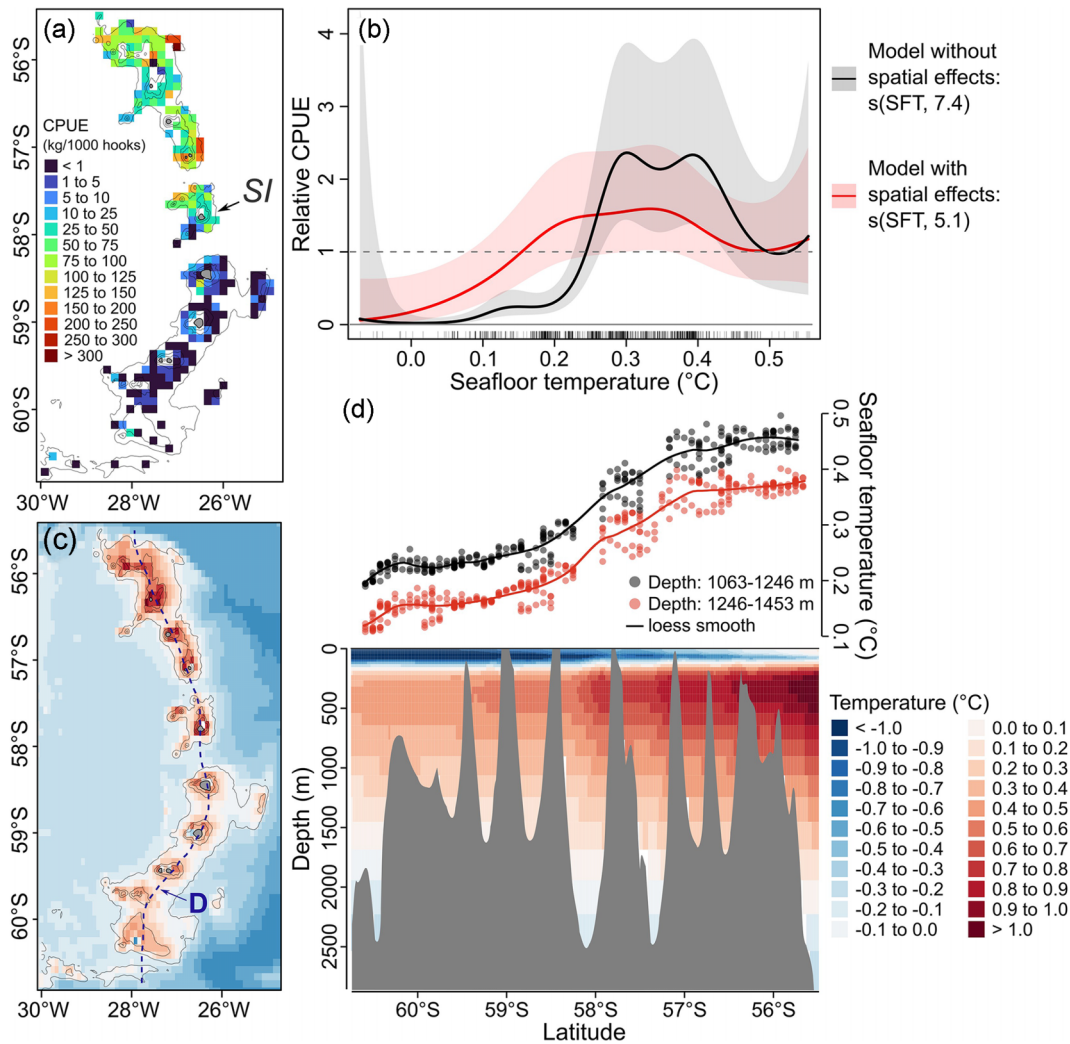 (a)
56°S
57°S
58°S
59°S
60°S
30°S
28°W
26°W
CPUE
(kg/1000 hooks)
< 1
1 to 5
5 to 10
10 to 25
25 to 50
50 to 75
75 to 100
100 to 125
125 to 150
150 to 200
200 to 250
250 to 300
> 300
SI
(b)
Relative CPUE
4
3
2
1
0
0.0
0.1
0.2
0.3
0.4
0.5
Seafloor temperature (°C)
Model without
spatial effects:
s(SFT, 7.4)
Model with
spatial effects:
s(SFT, 5.1)
(c)
56°S
57°S
58°S
59°S
60°S
30°W
28°W
26°W
D
(d)
Depth: 1063-1246 m
Depth: 1246-1453 m
loess smooth
0.5
0.4
0.3
0.2
0.1
Seafloor temperature (°C)
Depth (m)
0
500
1000
1500
2000
2500
60°S
59°S
58°S
57°S
56°S
Latitude
Temperature (°C)
< -1.0
-1.0 to -0.9
-0.9 to -0.8
-0.8 to -0.7
-0.7 to -0.6
-0.6 to -0.5
-0.5 to -0.4
-0.4 to -0.3
-0.3 to -0.2
-0.2 to -0.1
-0.1 to 0.0
0.0 to 0.1
0.1 to 0.2
0.2 to 0.3
0.3 to 0.4
0.4 to 0.5
0.5 to 0.6
0.6 to 0.7
0.7 to 0.8
0.8 to 0.9
0.9 to 1.0
> 1.0